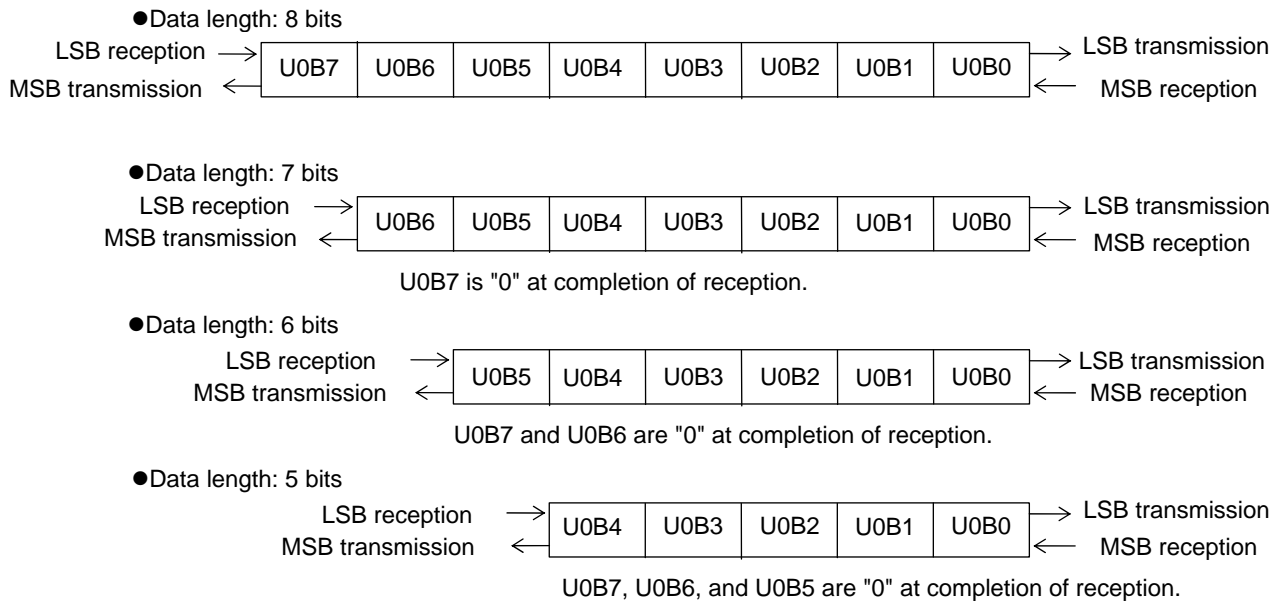 ●Data length: 8 bits
LSB reception
MSB transmission
U0B7 U0B6 U0B5 U0B4 U0B3 U0B2 U0B1 U0B0
LSB transmission
MSB reception
●Data length: 7 bits
LSB reception
MSB transmission
U0B6 U0B5 U0B4 U0B3 U0B2 U0B1 U0B0
LSB transmission
MSB reception
U0B7 is "0" at completion of reception.
●Data length: 6 bits
LSB reception
MSB transmission
U0B5 U0B4 U0B3 U0B2 U0B1 U0B0
LSB transmission
MSB reception
U0B7 and U0B6 are "0" at completion of reception.
●Data length: 5 bits
LSB reception
MSB transmission
U0B4 U0B3 U0B2 U0B1 U0B0
LSB transmission
MSB reception
U0B7, U0B6, and U0B5 are "0" at completion of reception.